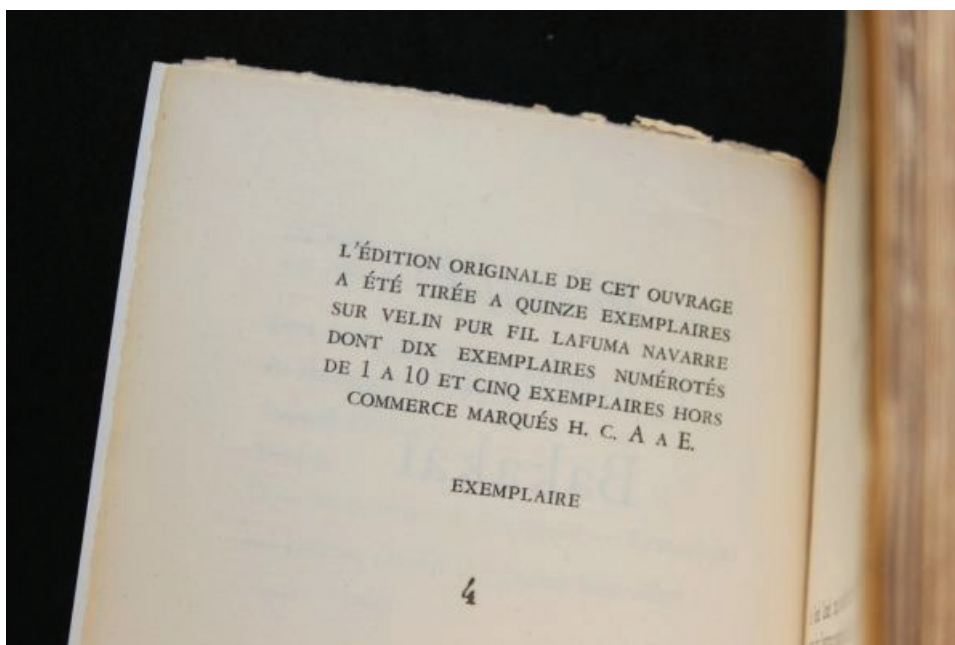 L'ÉDITION ORIGINALE DE CET OUVRAGE
A ÉTÉ TIRÉE A QUINZE EXEMPLAIRES
SUR VELIN PUR FIL LAFUMA NAVARRE
DONT DIX EXEMPLAIRES NUMÉROTÉS
DE 1 A 10 ET CINQ EXEMPLAIRES HORS
COMMERCE MARQUÉS H. C. A A E.
EXEMPLAIRE
4